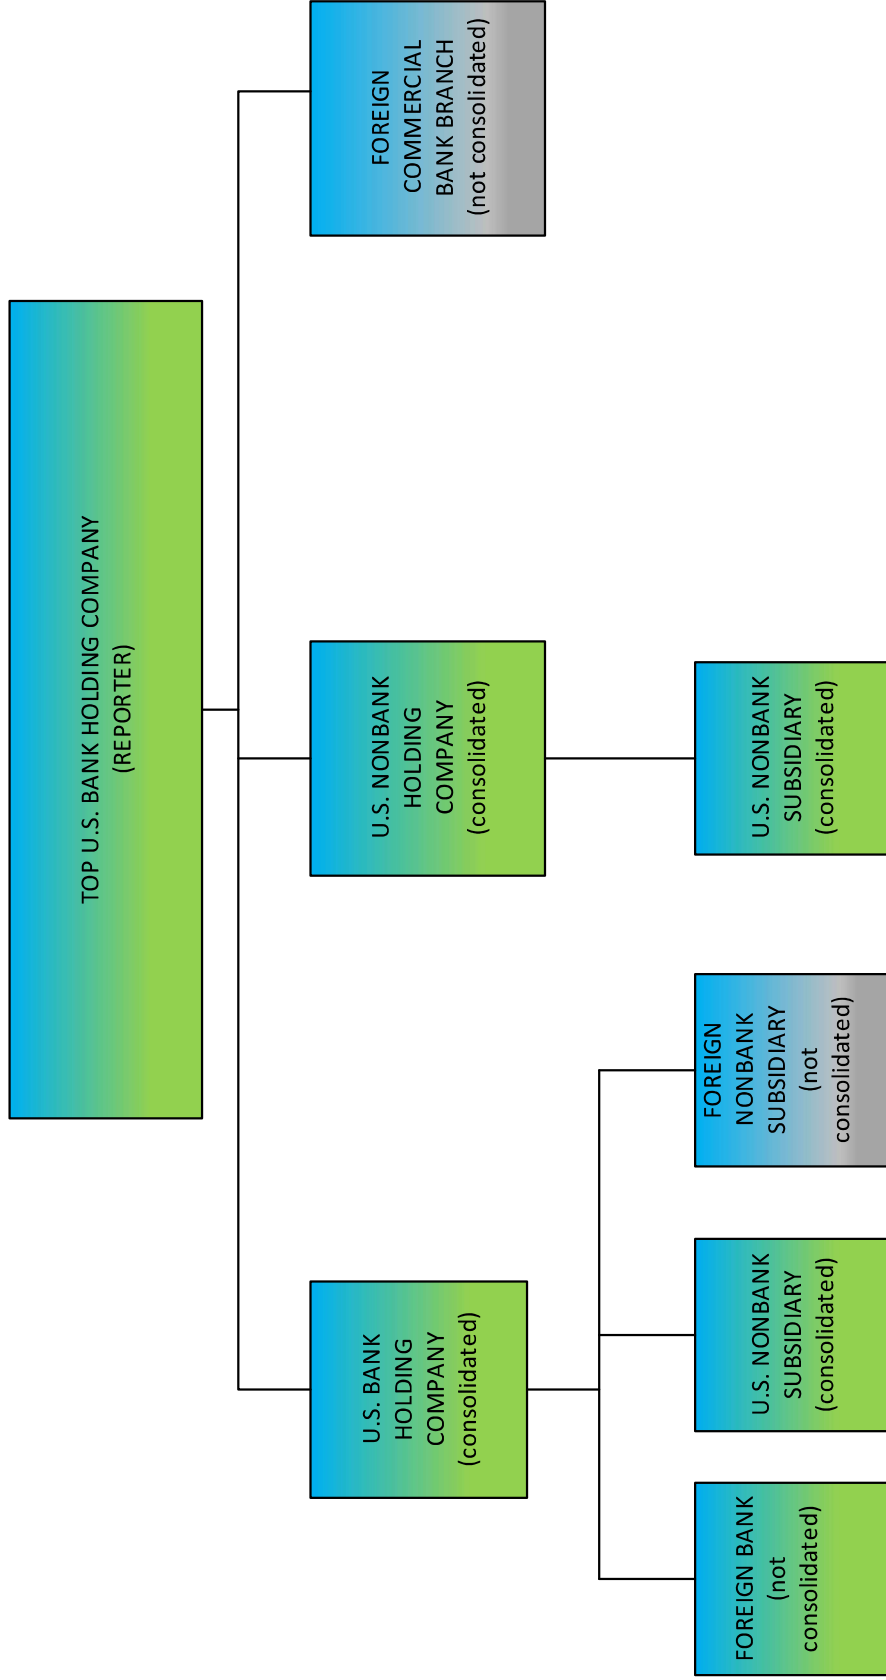 TOP U.S. BANK HOLDING COMPANY
(REPORTER)
U.S. BANK
HOLDING
COMPANY
(consolidated)
U.S. NONBANK
HOLDING
COMPANY
(consolidated)
FOREIGN
COMMERCIAL
BANK BRANCH
(not consolidated)
FOREIGN BANK
(not
consolidated)
U.S. NONBANK
SUBSIDIARY
(consolidated)
FOREIGN
NONBANK
SUBSIDIARY
(not
consolidated)
U.S. NONBANK
SUBSIDIARY
(consolidated)